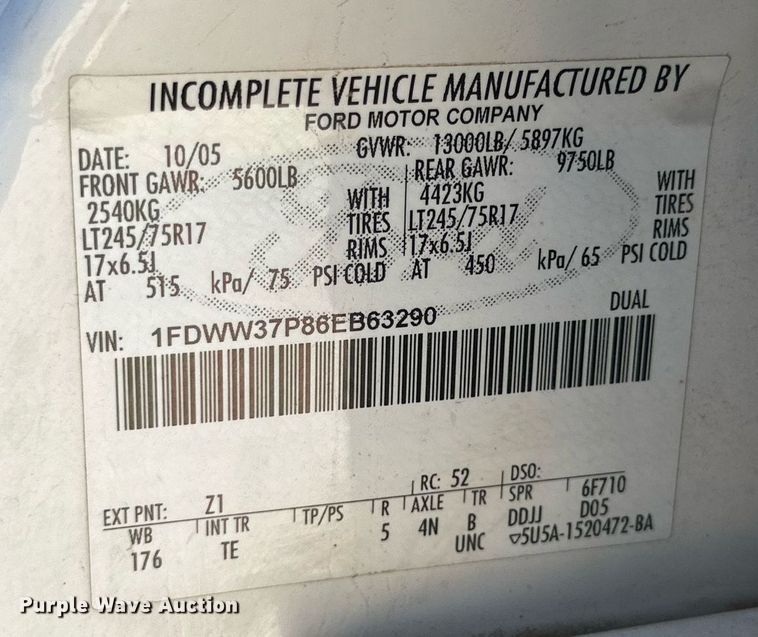 INCOMPLETE VEHICLE MANUFACTURED BY
FORD MOTOR COMPANY
DATE: 10/05 GVWR: 13000LB/ 5897KG
FRONT GAWR: 5600LB REAR GAWR: 9750LB
2540KG WITH 4423KG WITH
LT245/75R17 TIRES LT245/75R17 TIRES
17x6.5J RIMS 17x6.5J RIMS
AT 515 kPa/ 75 PSI COLD AT 450 kPa/ 65 PSI COLD
VIN: 1FDWW37P86EB63290 DUAL
EXT PNT: Z1 RC: 52 DSO:
WB INT TR TP/PS R AXLE TR SPR 6F710
176 TE 5 4N B DDJJ D05
UNC ▽5U5A-1520472-BA
Purple Wave Auction